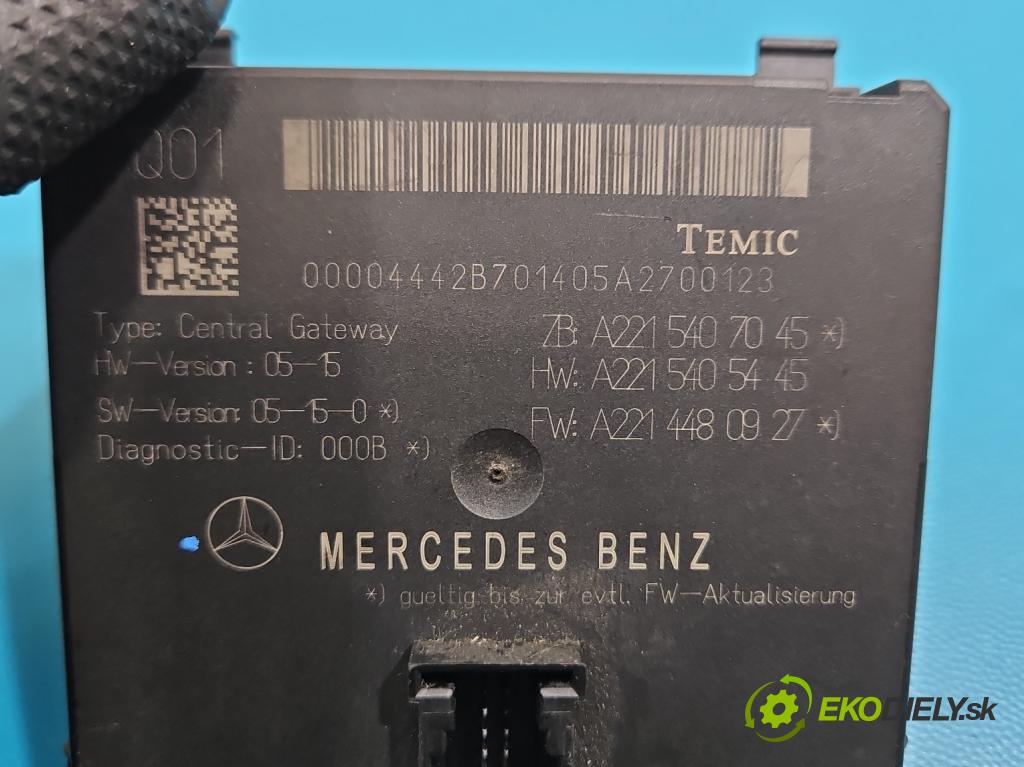 Q01
TEMIC
00004442B701405A2700123
Type: Central Gateway ZB: A221 540 70 45 *)
HW-Version : 05-15 HW: A221 540 54 45
SW-Version: 05-15-0 *) FW: A221 448 09 27 *)
Diagnostic-ID: 000B *)
MERCEDES BENZ
*) gueltig bis zur evtl. FW-Aktualisierung
EKODIELY.sk